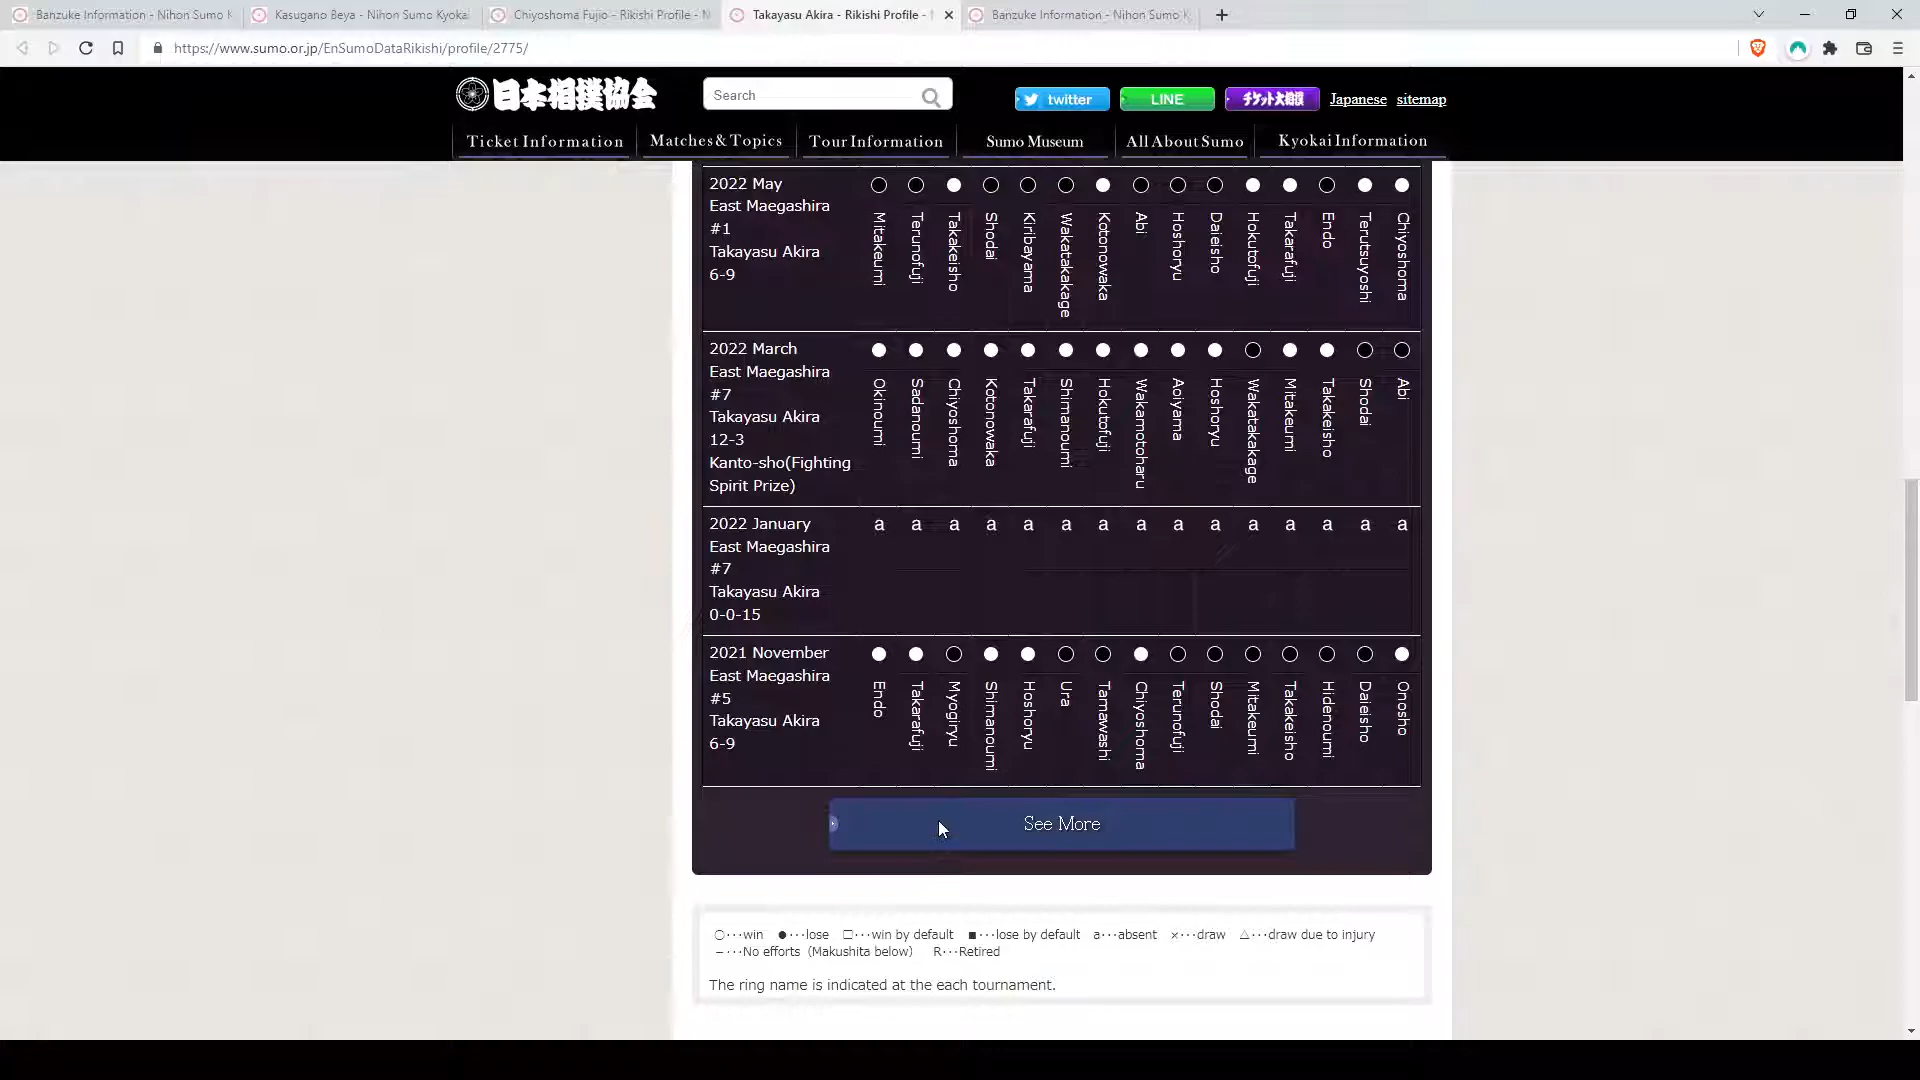 Banzuke Information - Nihon Sumo K
Kasugano Beya - Nihon Sumo Kyokai
Chiyoshoma Fujio - Rikishi Profile - N
Takayasu Akira - Rikishi Profile -
Banzuke Information - Nihon Sumo K
https://www.sumo.or.jp/EnSumoDataRikishi/profile/2775/
日本相撲協会
Search
twitter
LINE
チケット大相撲
Japanese
sitemap
Ticket Information
Matches & Topics
Tour Information
Sumo Museum
All About Sumo
Kyokai Information
2022 May
East Maegashira
#1
Takayasu Akira
6-9
Mitakeumi
Terunofuji
Takakeisho
Shodai
Kiribayama
Wakatakakage
Kotonowaka
Abi
Hoshoryu
Daieisho
Hokutofuji
Takarafuji
Endo
Terutsuyoshi
Chiyoshoma
2022 March
East Maegashira
#7
Takayasu Akira
12-3
Kanto-sho(Fighting
Spirit Prize)
Okinoumi
Sadanoumi
Chiyoshoma
Kotonowaka
Takarafuji
Shimanoumi
Hokutofuji
Wakamotoharu
Aoiyama
Hoshoryu
Wakatakakage
Mitakeumi
Takakeisho
Shodai
Abi
2022 January
East Maegashira
#7
Takayasu Akira
0-0-15
a a a a a a a a a a a a a a a
2021 November
East Maegashira
#5
Takayasu Akira
6-9
Endo
Takarafuji
Myogiryu
Shimanoumi
Hoshoryu
Ura
Tamawashi
Chiyoshoma
Terunofuji
Shodai
Mitakeumi
Takakeisho
Hidenoumi
Daieisho
Onosho
See More
○･･･win ●･･･lose □･･･win by default ■･･･lose by default a･･･absent ×･･･draw △･･･draw due to injury
−･･･No efforts (Makushita below) R･･･Retired
The ring name is indicated at the each tournament.